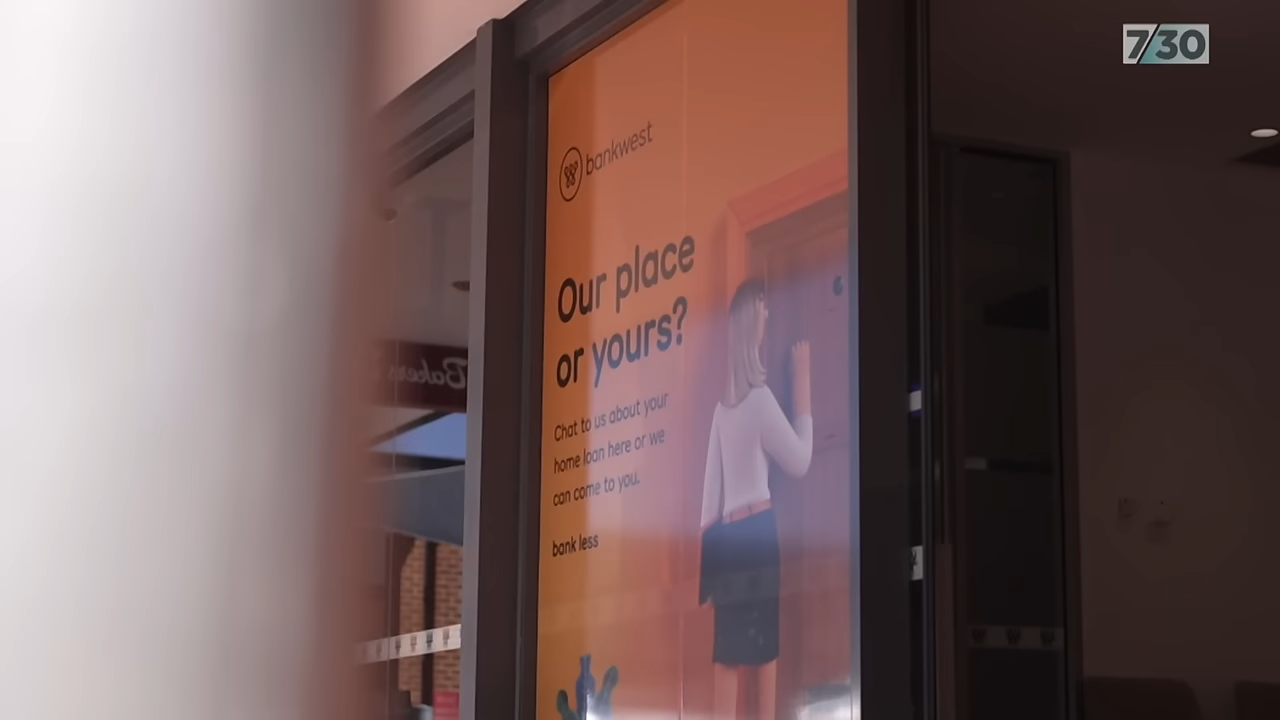 7/30
bankwest
Our place
or yours?
Chat to us about your
home loan here or we
can come to you.
bank less
Bakers